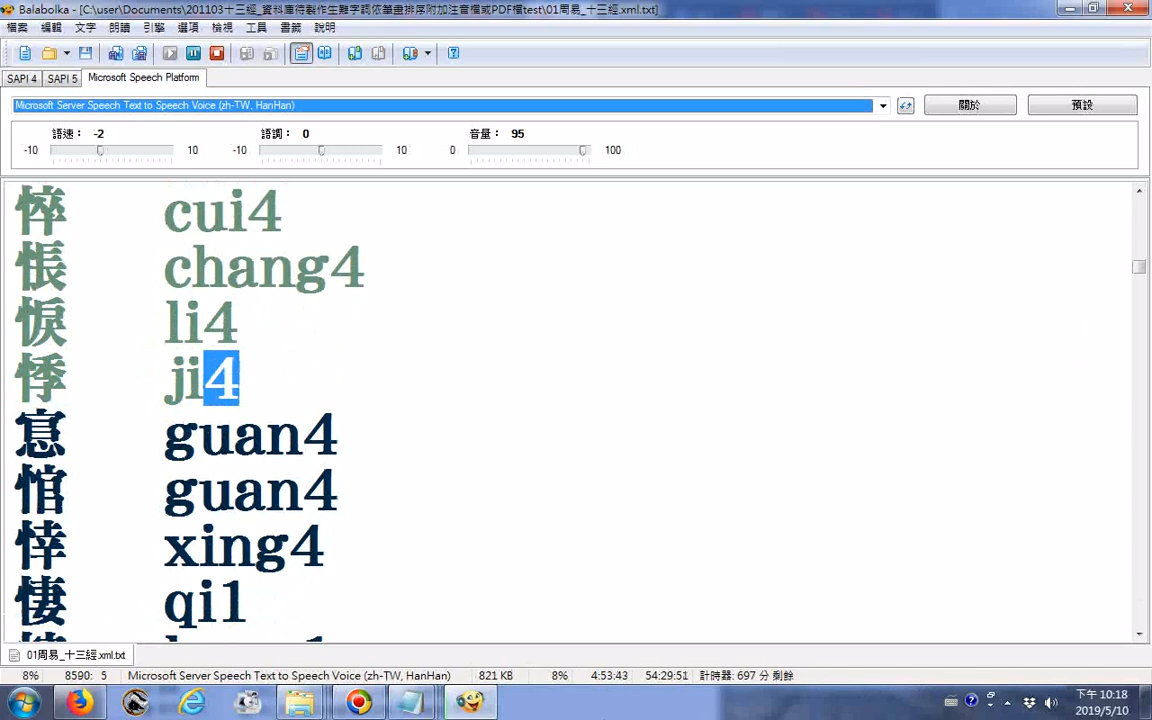 Balabolka - [C:\user\Documents\201103十三經_資料庫待製作生難字詞依筆畫排序附加注音檔或PDF檔test\01周易_十三經.xml.txt]
檔案 編輯 文字 朗讀 引擎 選項 檢視 工具 書籤 說明
SAPI 4 SAPI 5 Microsoft Speech Platform
Microsoft Server Speech Text to Speech Voice (zh-TW, HanHan) 關於 預設
語速： -2 語調： 0 音量： 95
-10 10 -10 10 0 100
悴 cui4
悵 chang4
悷 li4
悸 ji4
悹 guan4
悺 guan4
悻 xing4
悽 qi1
01周易_十三經.xml.txt
8% 8590: 5 Microsoft Server Speech Text to Speech Voice (zh-TW, HanHan) 821 KB 8% 4:53:43 54:29:51 計時器: 697 分 剩餘
下午 10:18
2019/5/10